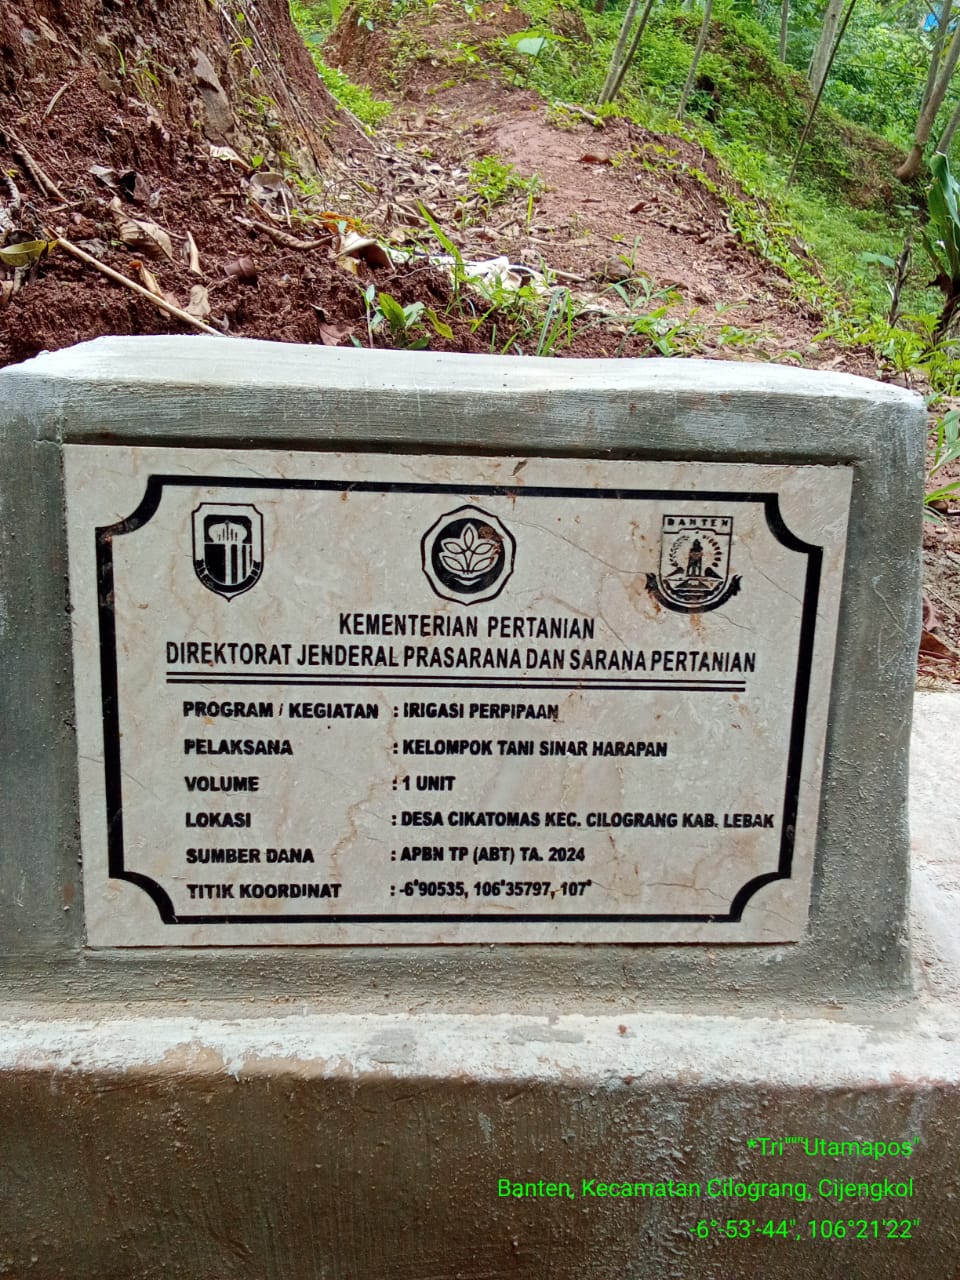 BANTEN
KEMENTERIAN PERTANIAN
DIREKTORAT JENDERAL PRASARANA DAN SARANA PERTANIAN
PROGRAM / KEGIATAN : IRIGASI PERPIPAAN
PELAKSANA : KELOMPOK TANI SINAR HARAPAN
VOLUME : 1 UNIT
LOKASI : DESA CIKATOMAS KEC. CILOGRANG KAB. LEBAK
SUMBER DANA : APBN TP (ABT) TA. 2024
TITIK KOORDINAT : -6°90535, 106°35797, 107°
*Tri"""Utamapos"
Banten, Kecamatan Cilograng, Cijengkol
-6°-53'-44", 106°21'22"